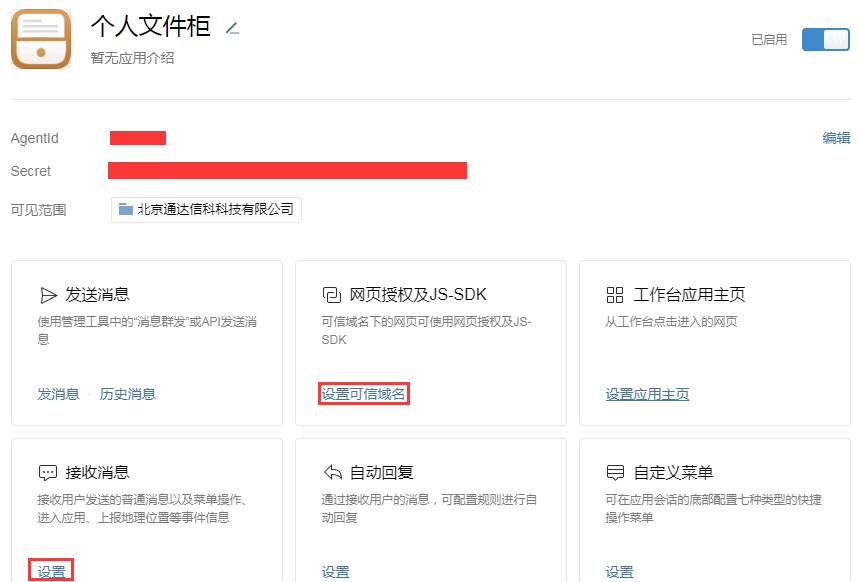 个人文件柜
暂无应用介绍
已启用
AgentId
编辑
Secret
可见范围
北京通达信科科技有限公司
发送消息
使用管理工具中的“消息群发”或API发送消
息
发消息 · 历史消息
网页授权及JS-SDK
可信域名下的网页可使用网页授权及JS-
SDK
设置可信域名
工作台应用主页
从工作台点击进入的网页
设置应用主页
接收消息
接收用户发送的普通消息以及菜单操作、
进入应用、上报地理位置等事件信息
设置
自动回复
通过接收用户的消息，可配置规则进行自
动回复
设置
自定义菜单
可在应用会话的底部配置七种类型的快捷
操作菜单
设置